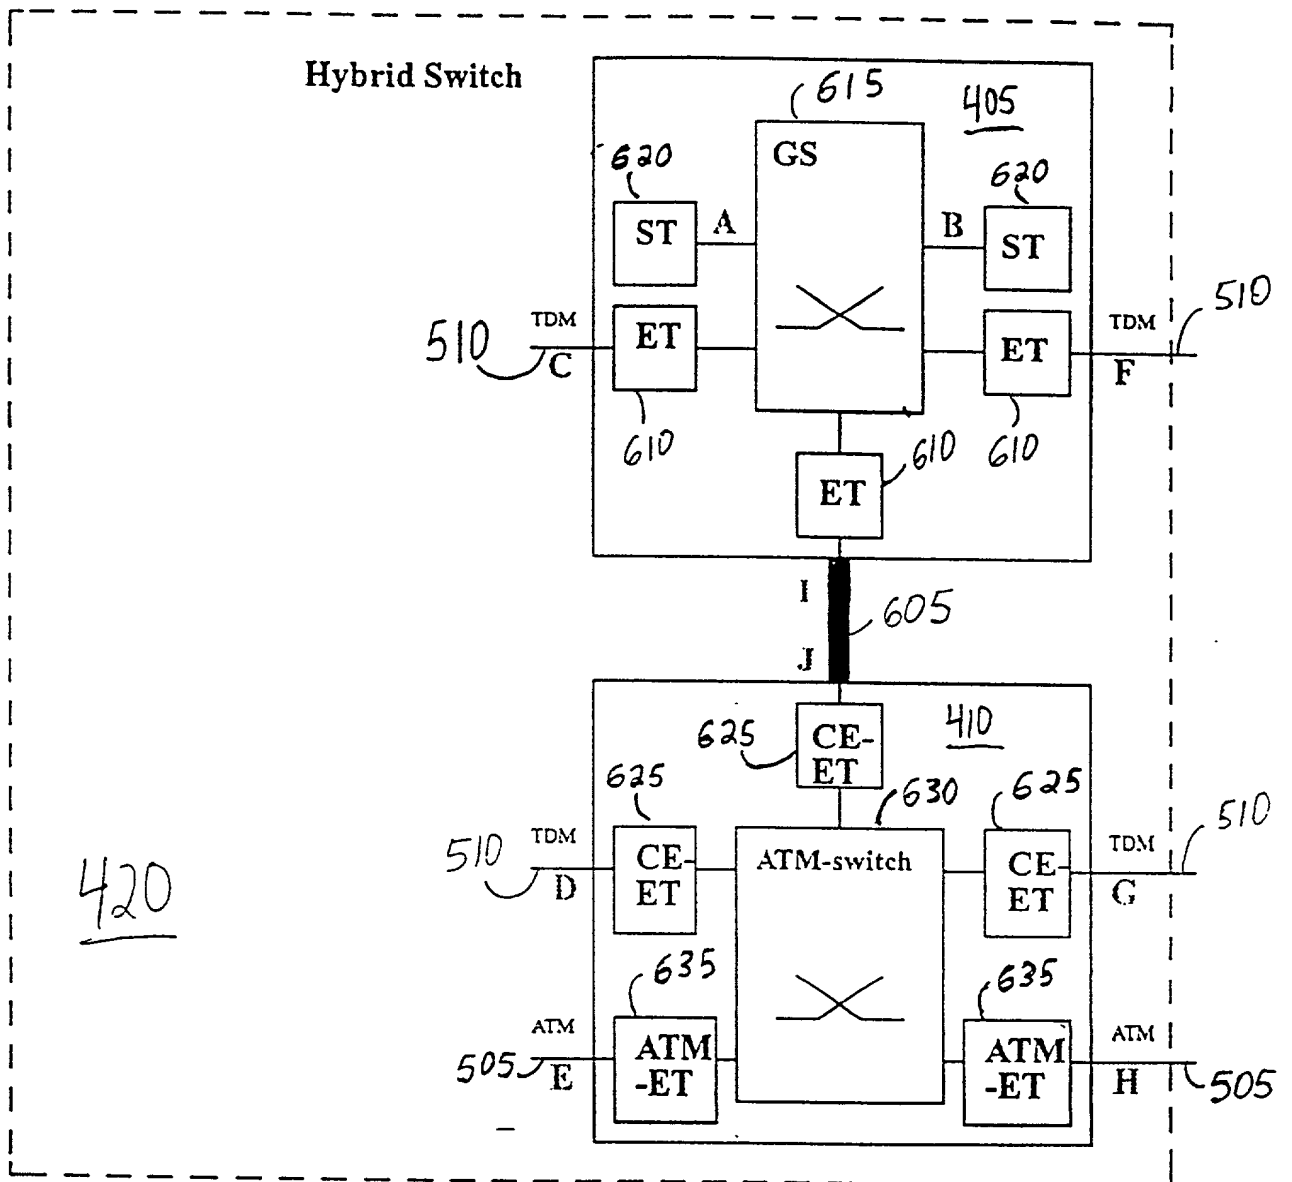 Hybrid Switch
615
405
GS
620
620
ST
A
B
ST
510
TDM
C
ET
ET
TDM
F
510
610
610
610
ET
I
605
J
625
CE-
ET
410
625
630
625
510
TDM
D
CE-
ET
ATM-switch
CE-
ET
TDM
G
510
420
635
635
505
ATM
E
ATM
-ET
ATM
-ET
ATM
H
505